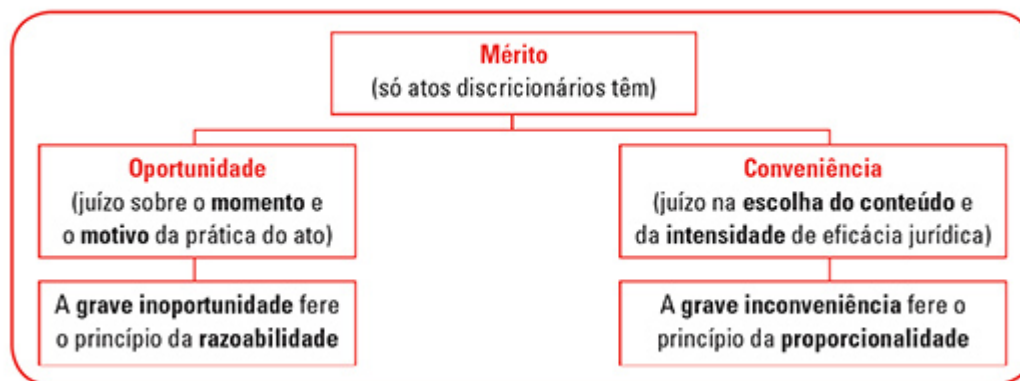 Mérito
(só atos discricionários têm)
Oportunidade
(juízo sobre o momento e
o motivo da prática do ato)
A grave inoportunidade fere
o princípio da razoabilidade
Conveniência
(juízo na escolha do conteúdo e
da intensidade de eficácia jurídica)
A grave inconveniência fere o
princípio da proporcionalidade